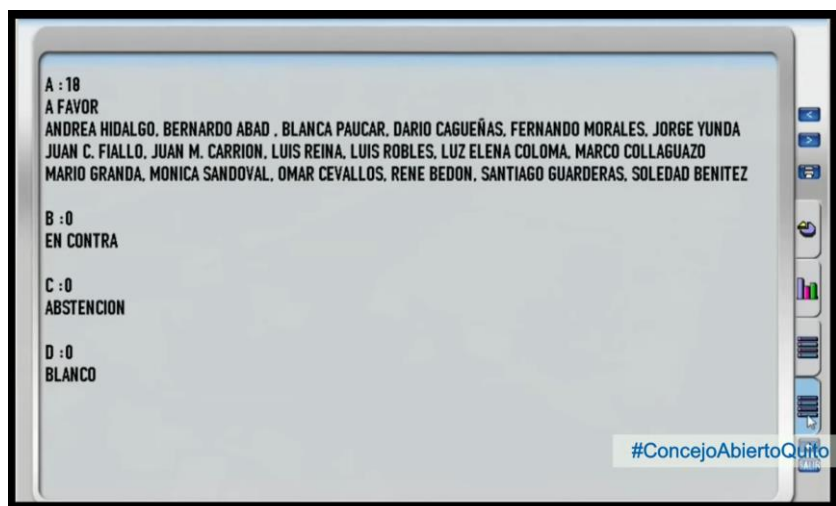 A : 18
A FAVOR
ANDREA HIDALGO, BERNARDO ABAD , BLANCA PAUCAR, DARIO CAGUEÑAS, FERNANDO MORALES, JORGE YUNDA
JUAN C. FIALLO, JUAN M. CARRION, LUIS REINA, LUIS ROBLES, LUZ ELENA COLOMA, MARCO COLLAGUAZO
MARIO GRANDA, MONICA SANDOVAL, OMAR CEVALLOS, RENE BEDON, SANTIAGO GUARDERAS, SOLEDAD BENITEZ
B :0
EN CONTRA
C :0
ABSTENCION
D :0
BLANCO
#ConcejoAbiertoQuito